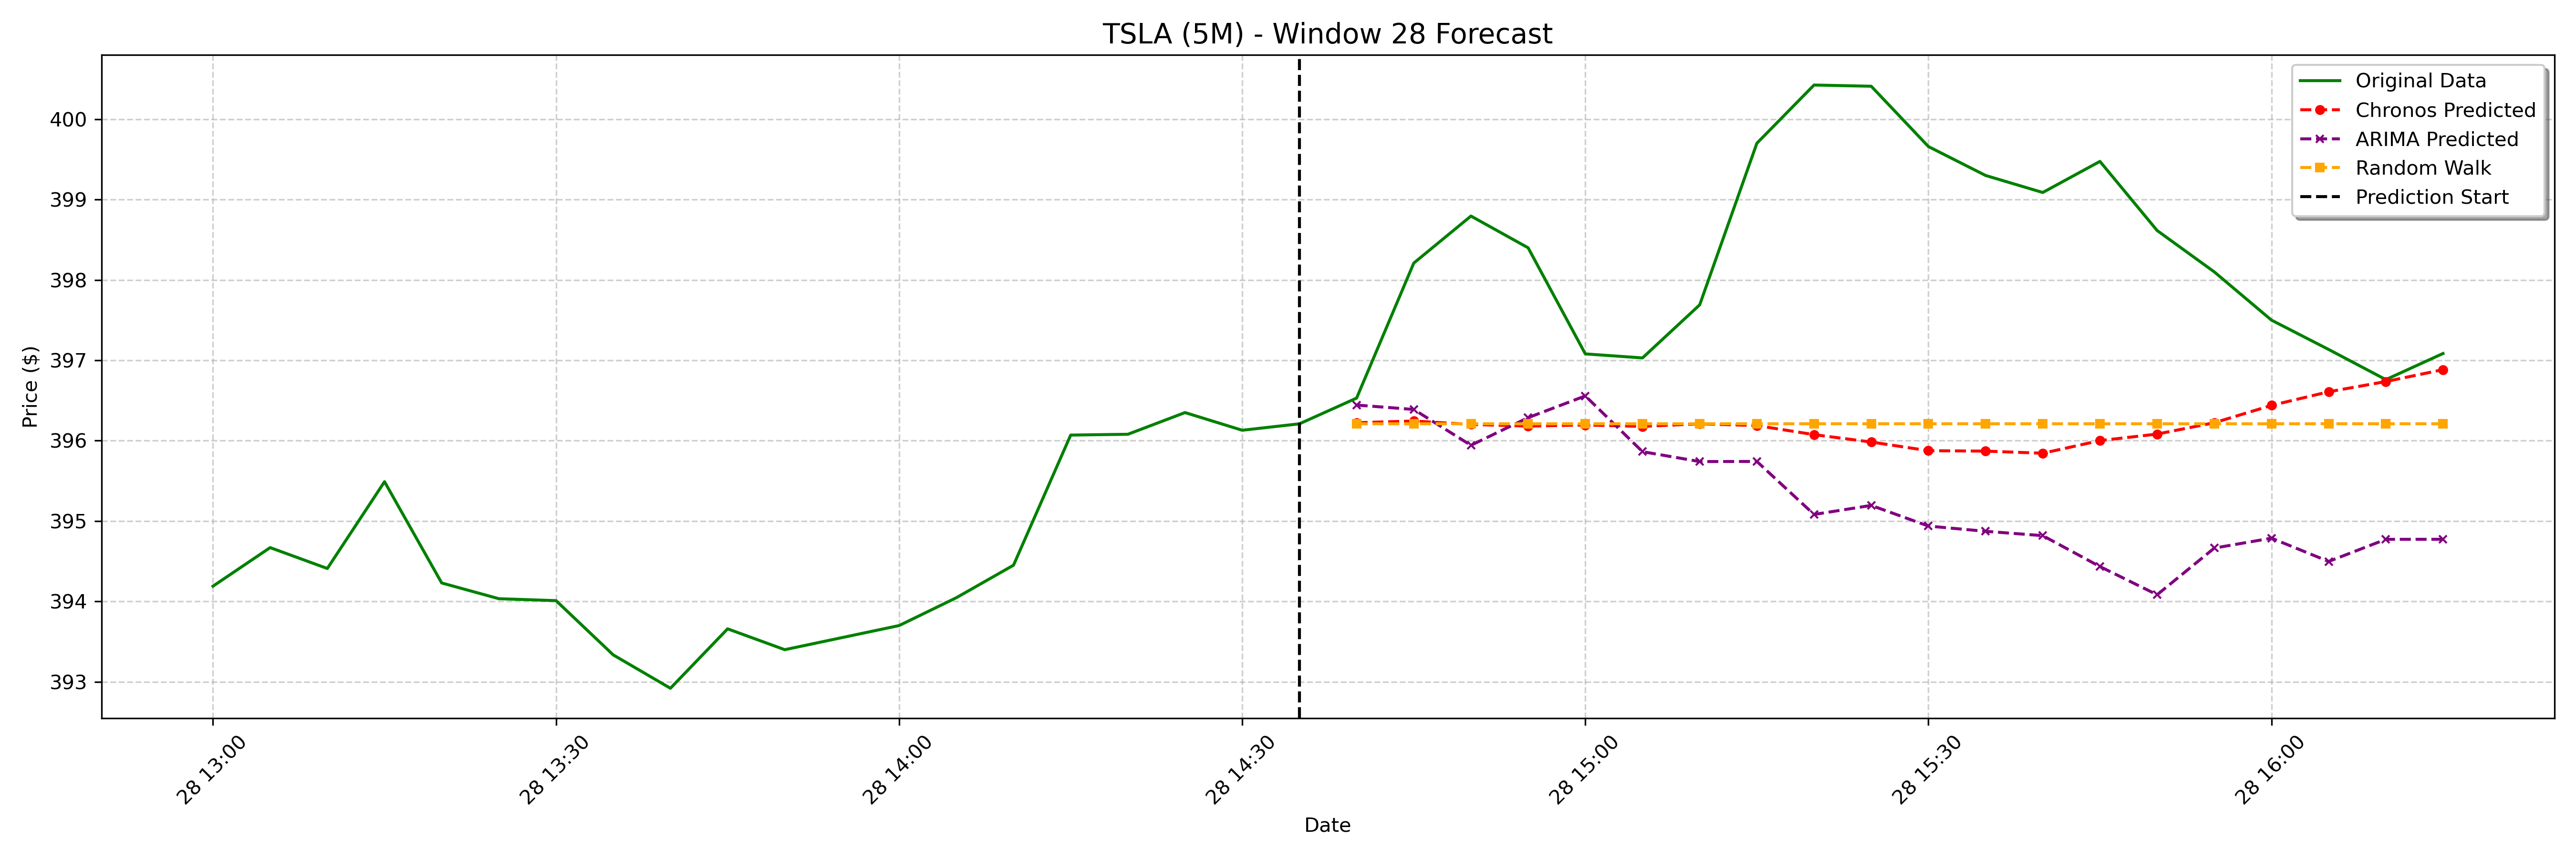 TSLA (5M) - Window 28 Forecast
Original Data
Chronos Predicted
ARIMA Predicted
Random Walk
Prediction Start
Price ($)
400
399
398
397
396
395
394
393
28 13:00
28 13:30
28 14:00
28 14:30
28 15:00
28 15:30
28 16:00
Date